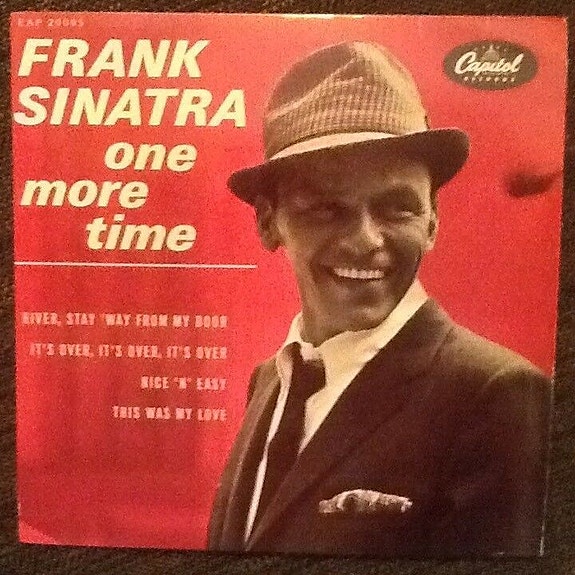 EAP 20085
FRANK
SINATRA
one
more
time
Capitol
RECORDS
RIVER, STAY 'WAY FROM MY DOOR
IT'S OVER, IT'S OVER, IT'S OVER
NICE "N" EASY
THIS WAS MY LOVE